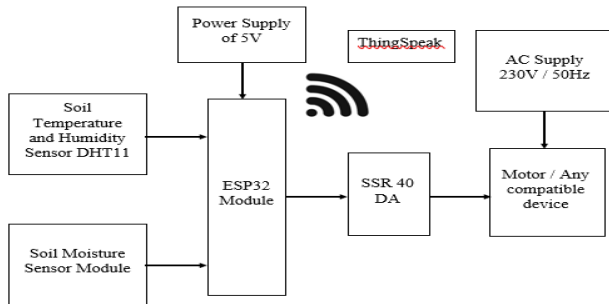 Power Supply
of 5V
ThingSpeak
AC Supply
230V / 50Hz
Soil
Temperature
and Humidity
Sensor DHT11
ESP32
Module
SSR 40
DA
Motor / Any
compatible
device
Soil Moisture
Sensor Module